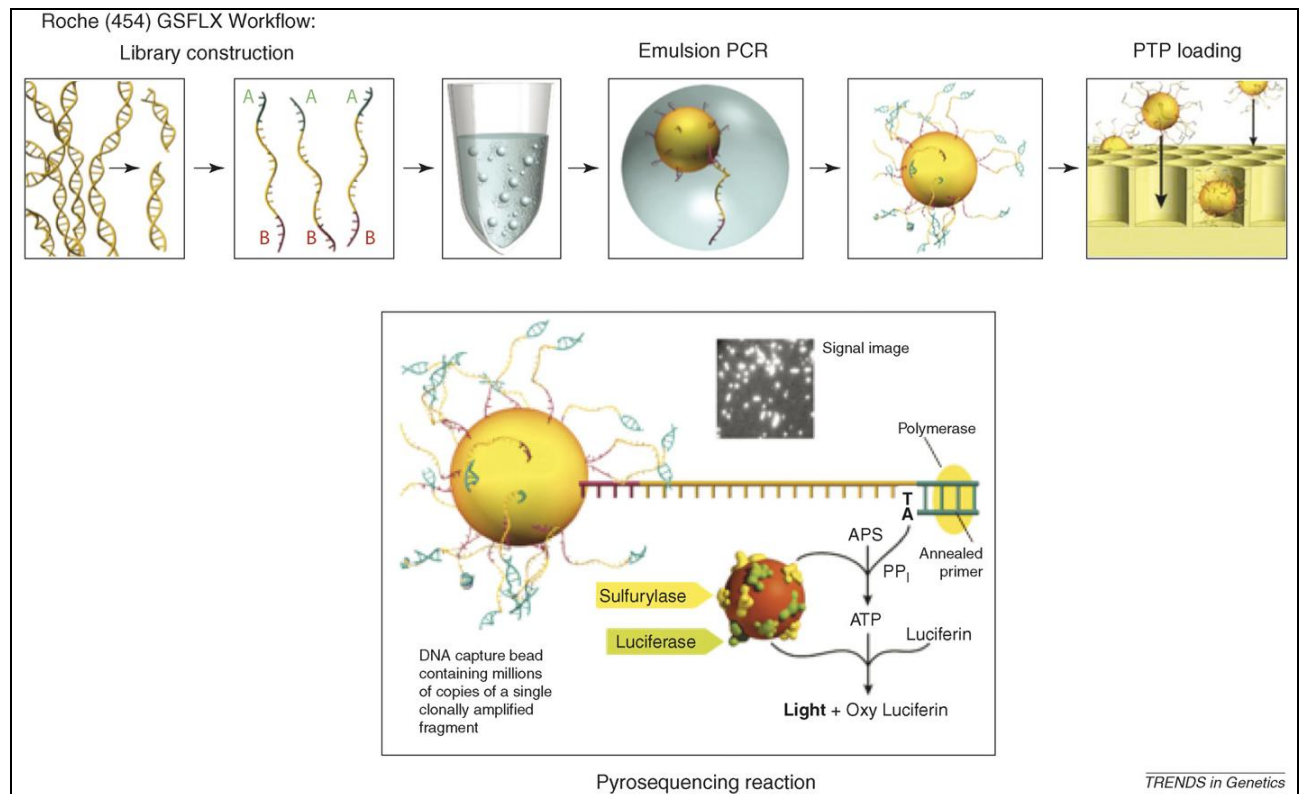 Roche (454) GSFLX Workflow:
Library construction
Emulsion PCR
PTP loading
A A A
B B B
Signal image
Polymerase
T
A
Annealed
primer
APS
PPI
Sulfurylase
ATP
Luciferase
Luciferin
DNA capture bead
containing millions
of copies of a single
clonally amplified
fragment
Light + Oxy Luciferin
Pyrosequencing reaction
TRENDS in Genetics